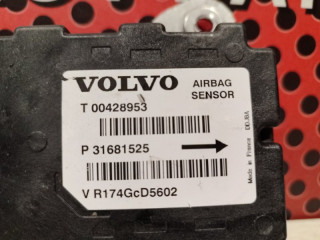 VOLVO
AIRBAG
SENSOR
T 00428953
P 31681525
V R174GcD5602
Made in France